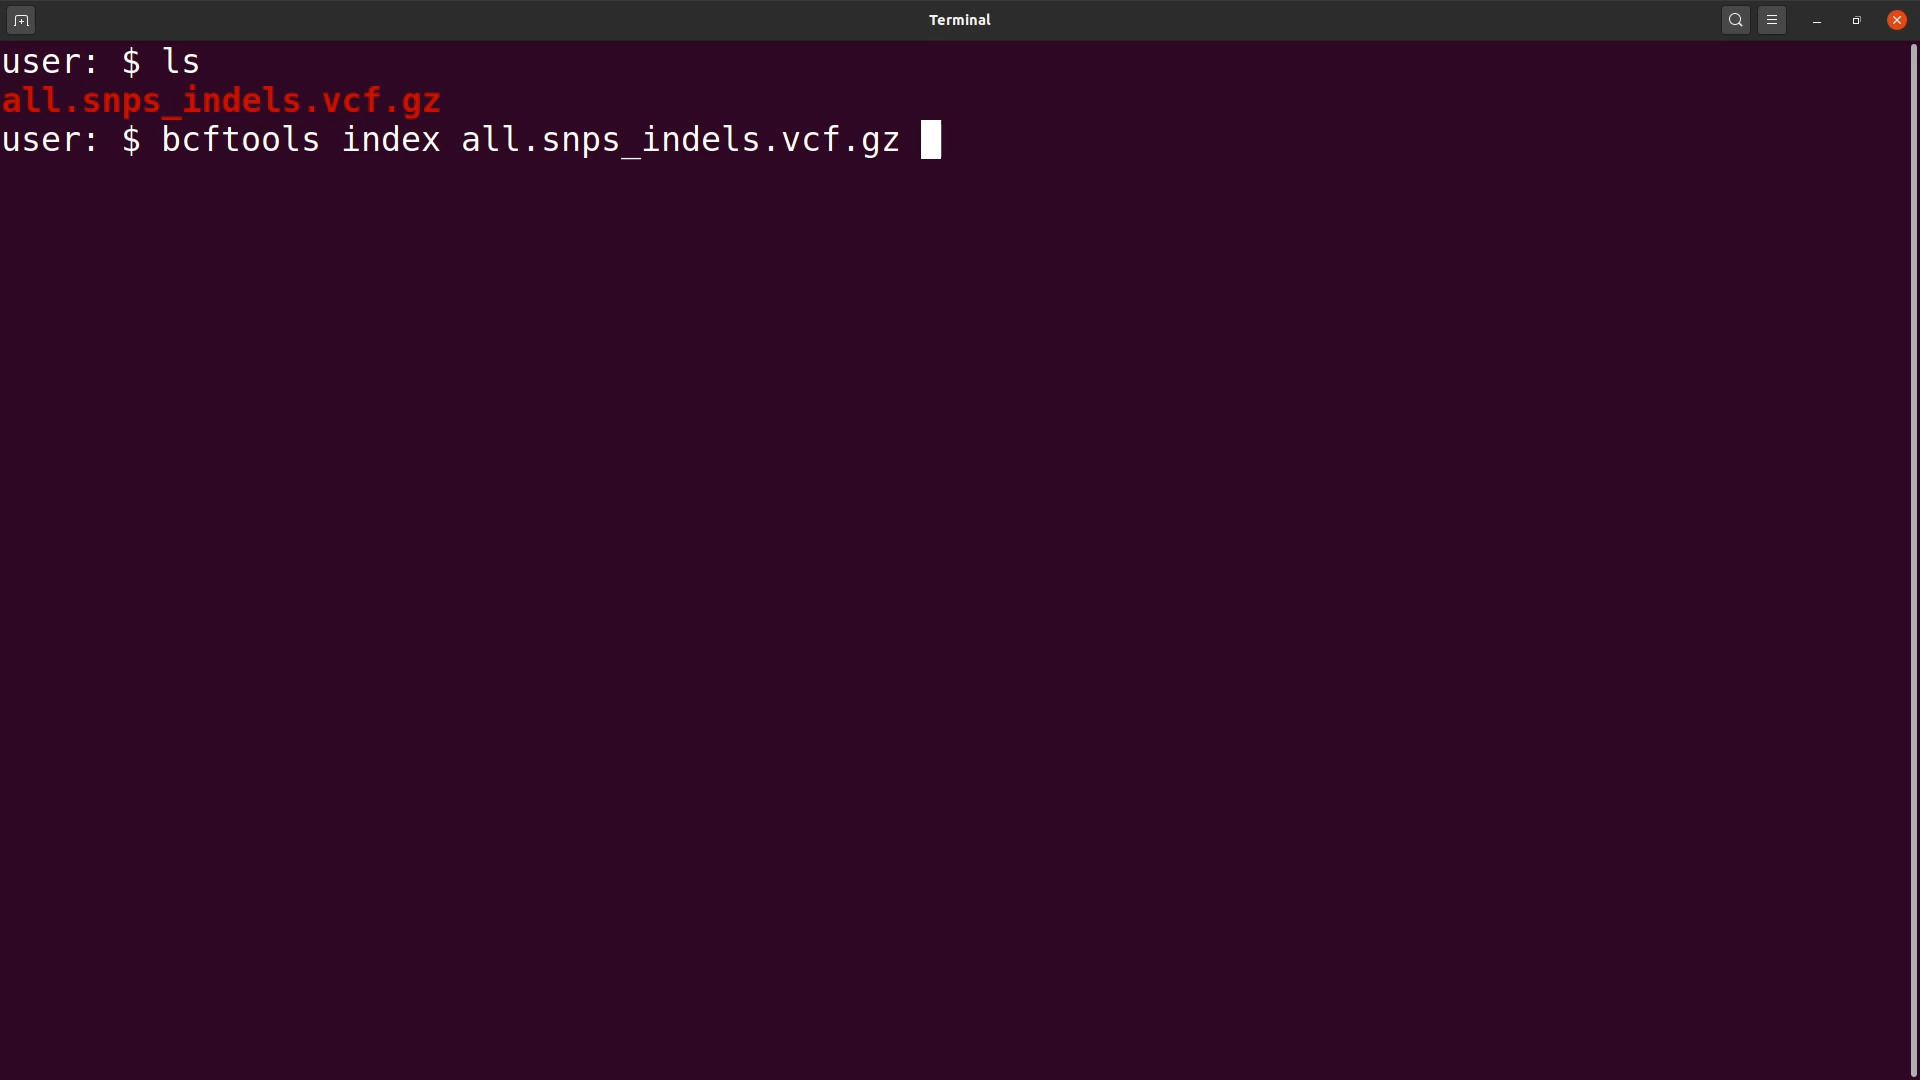 Terminal
user: $ ls
all.snps_indels.vcf.gz
user: $ bcftools index all.snps_indels.vcf.gz